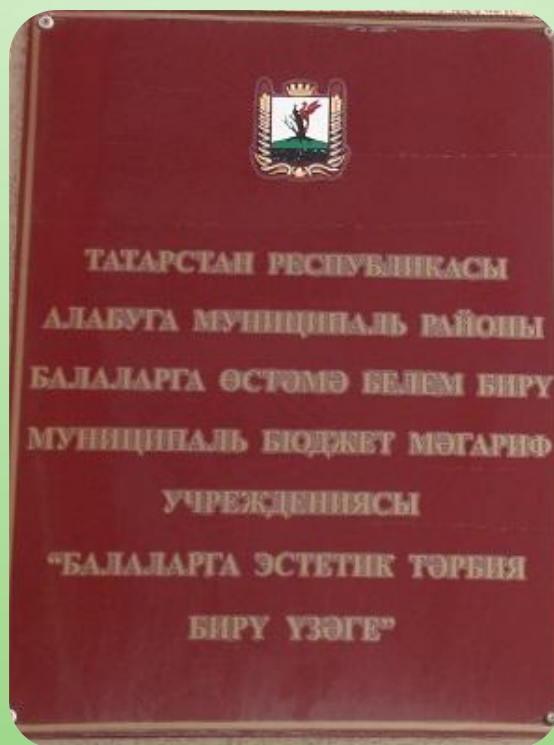 ТАТАРСТАН РЕСПУБЛИКАСЫ
АЛАБУГА МУНИЦИПАЛЬ РАЙОНЫ
БАЛАЛАРГА ӨСТӘМӘ БЕЛЕМ БИРҮ
МУНИЦИПАЛЬ БЮДЖЕТ МӘГАРИФ
УЧРЕЖДЕНИЯСЫ
“БАЛАЛАРГА ЭСТЕТИК ТӘРБИЯ
БИРҮ ҮЗӘГЕ”